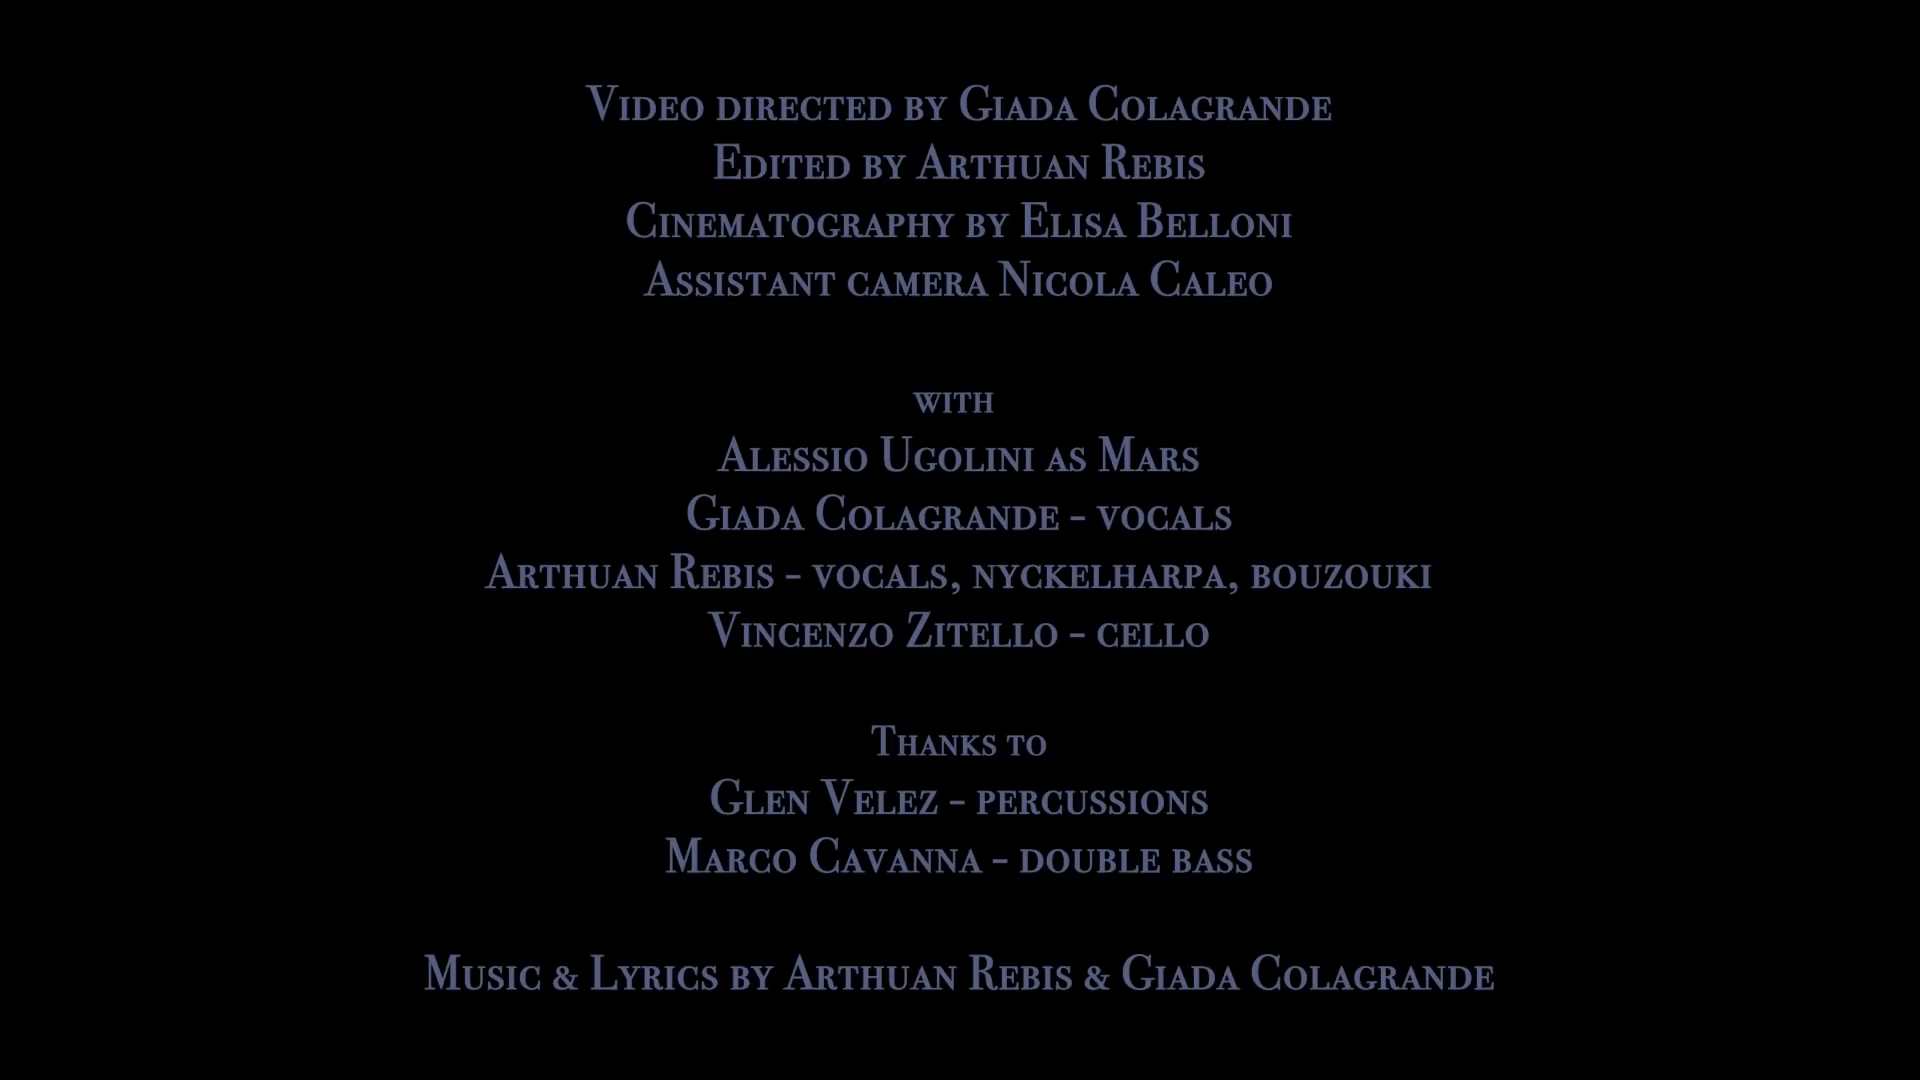 Video directed by Giada Colagrande
Edited by Arthuan Rebis
Cinematography by Elisa Belloni
Assistant camera Nicola Caleo
with
Alessio Ugolini as Mars
Giada Colagrande - vocals
Arthuan Rebis - vocals, nyckelharpa, bouzouki
Vincenzo Zitello - cello
Thanks to
Glen Velez - percussions
Marco Cavanna - double bass
Music & Lyrics by Arthuan Rebis & Giada Colagrande